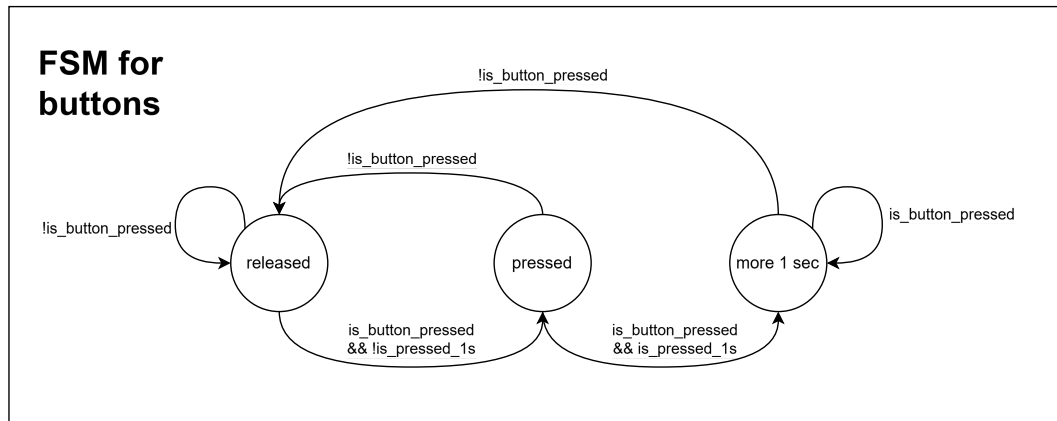 FSM for
buttons
!is_button_pressed
!is_button_pressed
!is_button_pressed
is_button_pressed
released
pressed
more 1 sec
is_button_pressed
&& !is_pressed_1s
is_button_pressed
&& is_pressed_1s